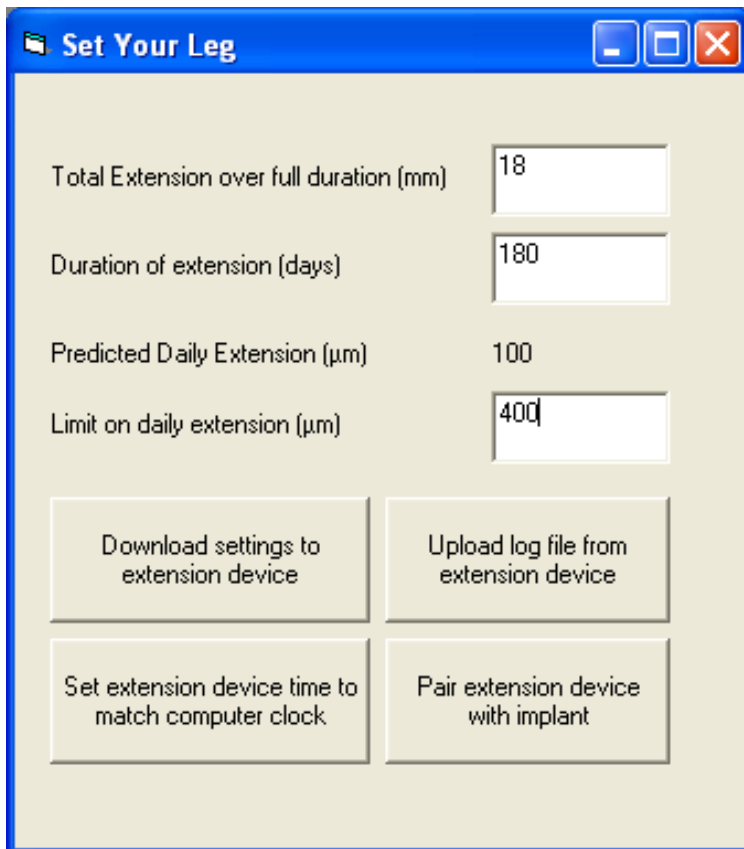 Set Your Leg
Total Extension over full duration (mm)
18
Duration of extension (days)
180
Predicted Daily Extension (µm)
100
Limit on daily extension (µm)
400
Download settings to
extension device
Upload log file from
extension device
Set extension device time to
match computer clock
Pair extension device
with implant